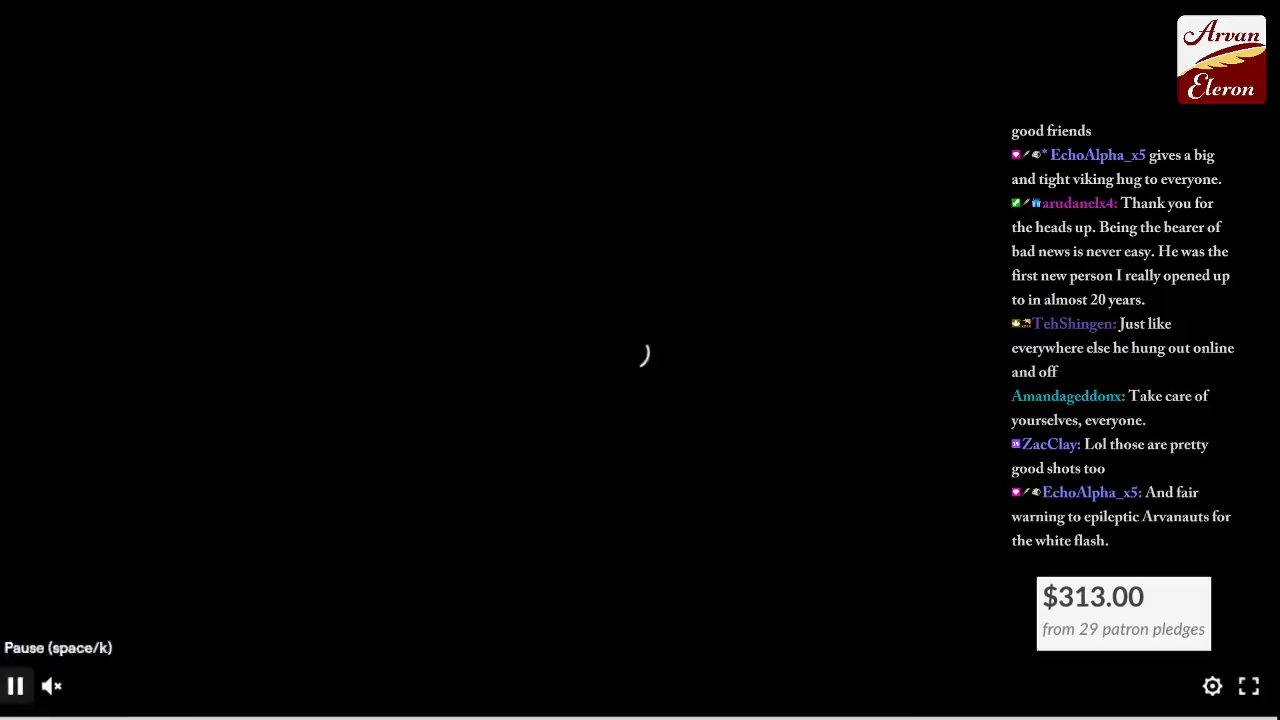 Arvan
Eleron
good friends
* EchoAlpha_x5 gives a big
and tight viking hug to everyone.
arudanelx4: Thank you for
the heads up. Being the bearer of
bad news is never easy. He was the
first new person I really opened up
to in almost 20 years.
TehShingen: Just like
everywhere else he hung out online
and off
Amandageddonx: Take care of
yourselves, everyone.
ZacClay: Lol those are pretty
good shots too
EchoAlpha_x5: And fair
warning to epileptic Arvanauts for
the white flash.
$313.00
from 29 patron pledges
Pause (space/k)